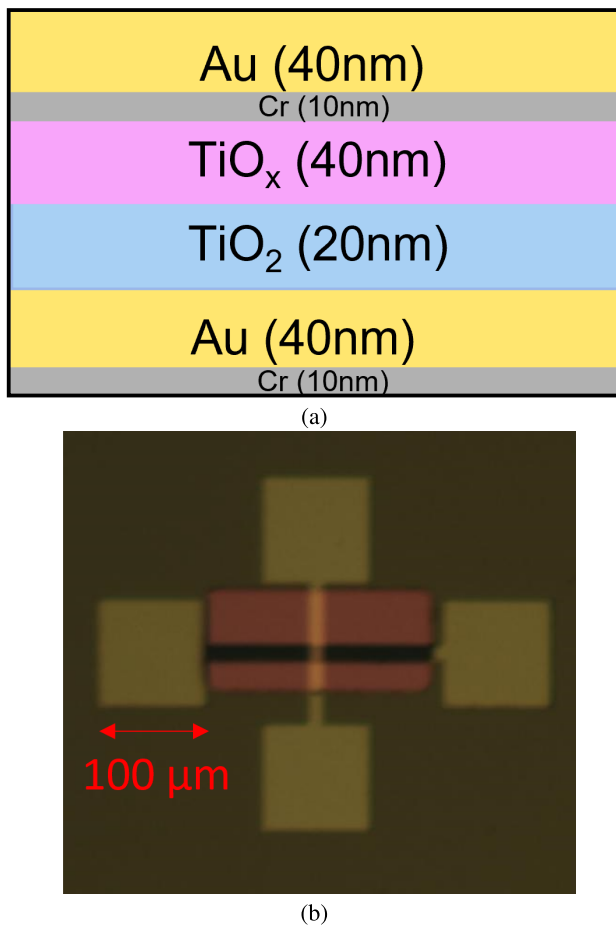 Au (40nm)
Cr (10nm)
TiOx (40nm)
TiO2 (20nm)
Au (40nm)
Cr (10nm)
(a)
100 μm
(b)